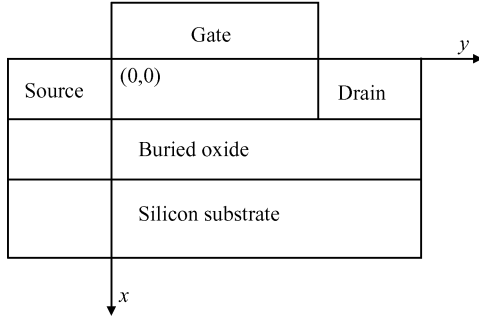 Gate
y
(0,0)
Source
Drain
Buried oxide
Silicon substrate
x